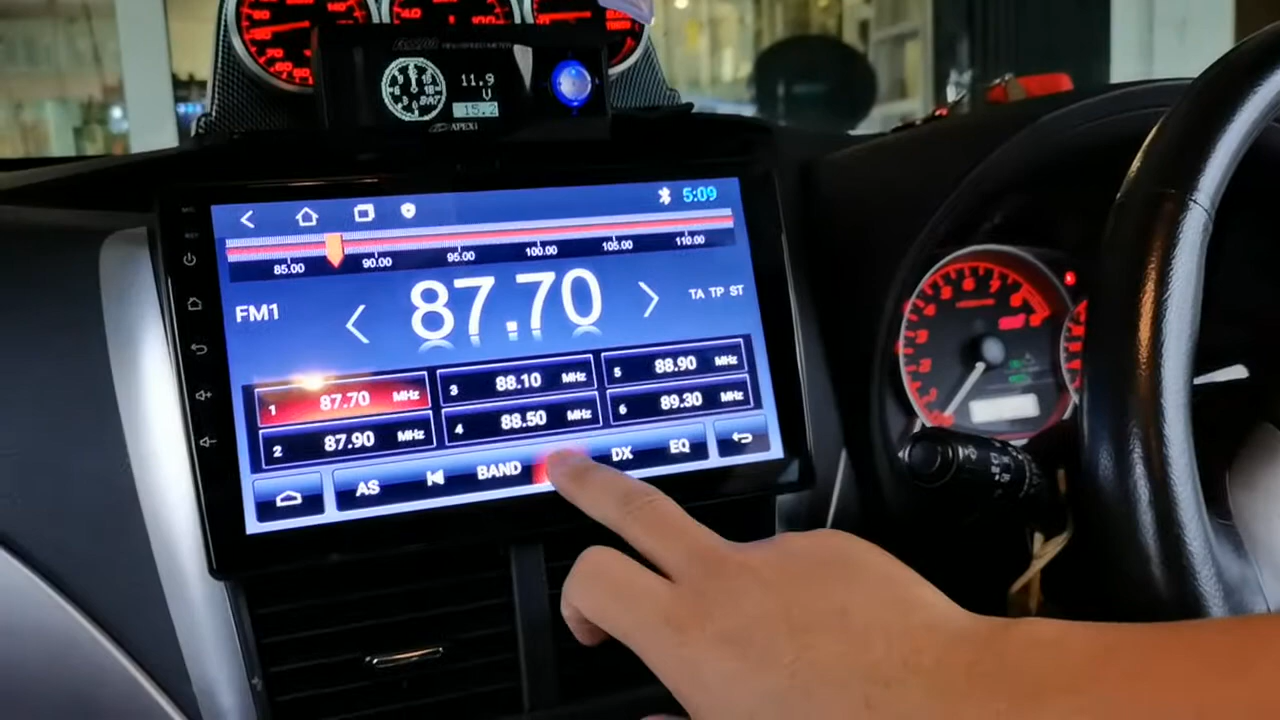 11.9
V
BAT
15.2
APEXi
5:09
85.00 90.00 95.00 100.00 105.00 110.00
FM1
87.70
TA TP ST
1 87.70 MHz
3 88.10 MHz
5 88.90 MHz
2 87.90 MHz
4 88.50 MHz
6 89.30 MHz
AS
BAND
DX
EQ